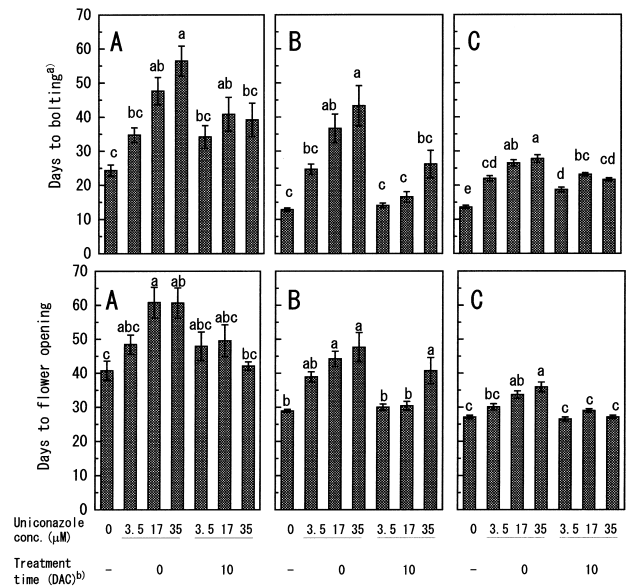 Days to bolting a)
70
60
50
40
30
20
10
0
A
c
bc
ab
a
bc
ab
bc
B
c
bc
ab
a
c
c
bc
C
e
cd
ab
a
d
bc
cd
Days to flower opening
70
60
50
40
30
20
10
0
A
c
abc
a
ab
abc
abc
bc
B
b
ab
a
a
b
b
a
C
c
bc
ab
a
c
c
c
Uniconazole conc. (μM)
0 3.5 17 35 3.5 17 35
0 3.5 17 35 3.5 17 35
0 3.5 17 35 3.5 17 35
Treatment time (DAC) b)
– 0 10
– 0 10
– 0 10